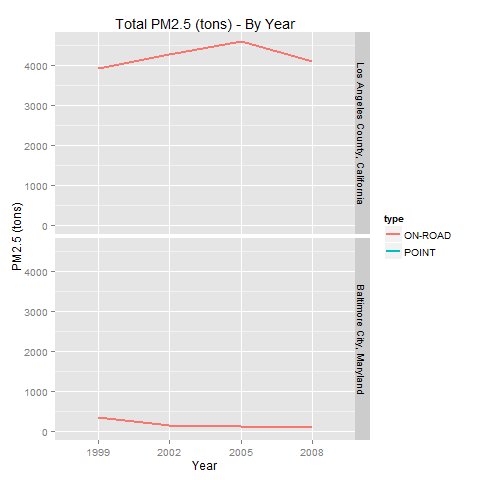 Total PM2.5 (tons) - By Year
PM2.5 (tons)
4000
3000
2000
1000
0
Los Angeles County, California
4000
3000
2000
1000
0
Baltimore City, Maryland
1999
2002
2005
2008
Year
type
ON-ROAD
POINT